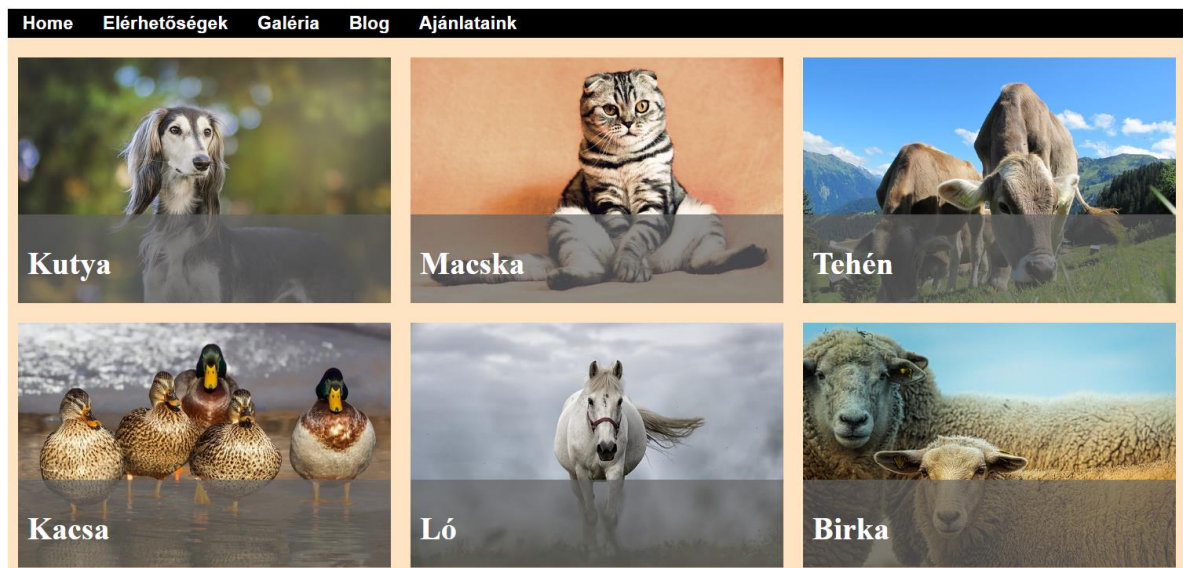 Home Elérhetőségek Galéria Blog Ajánlataink
Kutya Macska Tehén
Kacsa Ló Birka